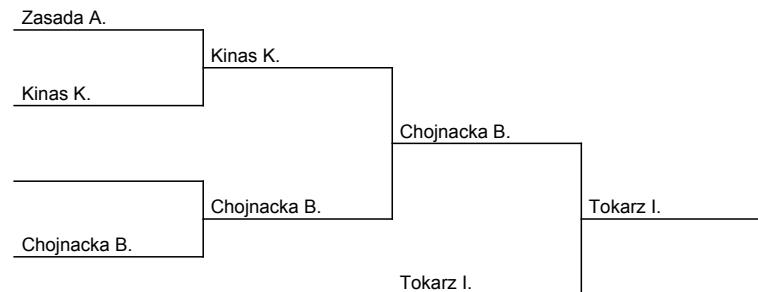 Zasada A.
Kinas K.
Kinas K.
Chojnacka B.
Chojnacka B.
Tokarz I.
Chojnacka B.
Tokarz I.